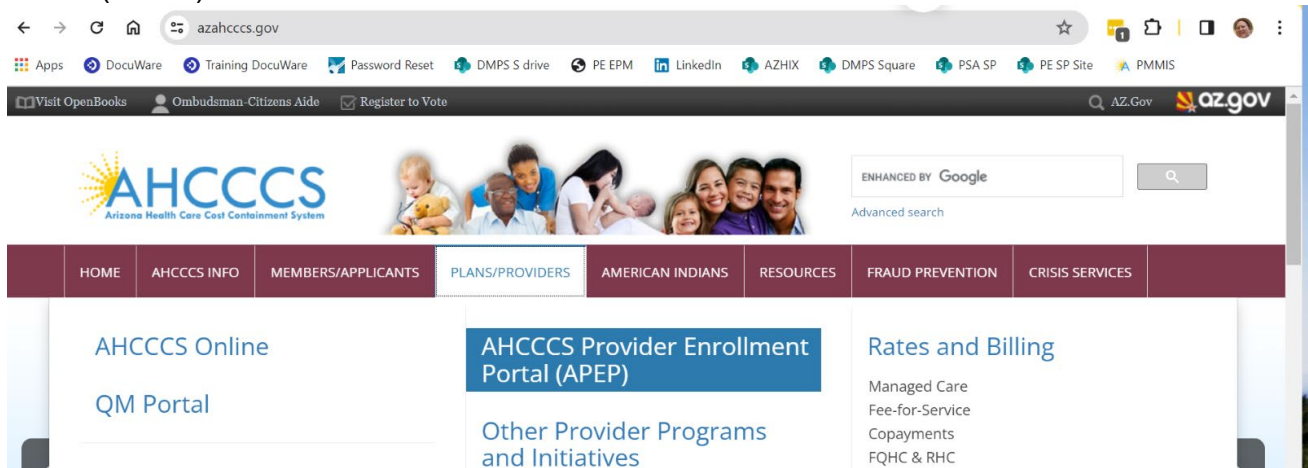 azahcccs.gov
1
Apps DocuWare Training DocuWare Password Reset DMPS S drive PE EPM LinkedIn AZHIX DMPS Square PSA SP PE SP Site PMMIS
Visit OpenBooks Ombudsman-Citizens Aide Register to Vote AZ.Gov az.gov
AHCCCS
Arizona Health Care Cost Containment System
ENHANCED BY Google
Advanced search
HOME AHCCCS INFO MEMBERS/APPLICANTS PLANS/PROVIDERS AMERICAN INDIANS RESOURCES FRAUD PREVENTION CRISIS SERVICES
AHCCCS Online
QM Portal
AHCCCS Provider Enrollment
Portal (APEP)
Other Provider Programs
and Initiatives
Rates and Billing
Managed Care
Fee-for-Service
Copayments
FQHC & RHC